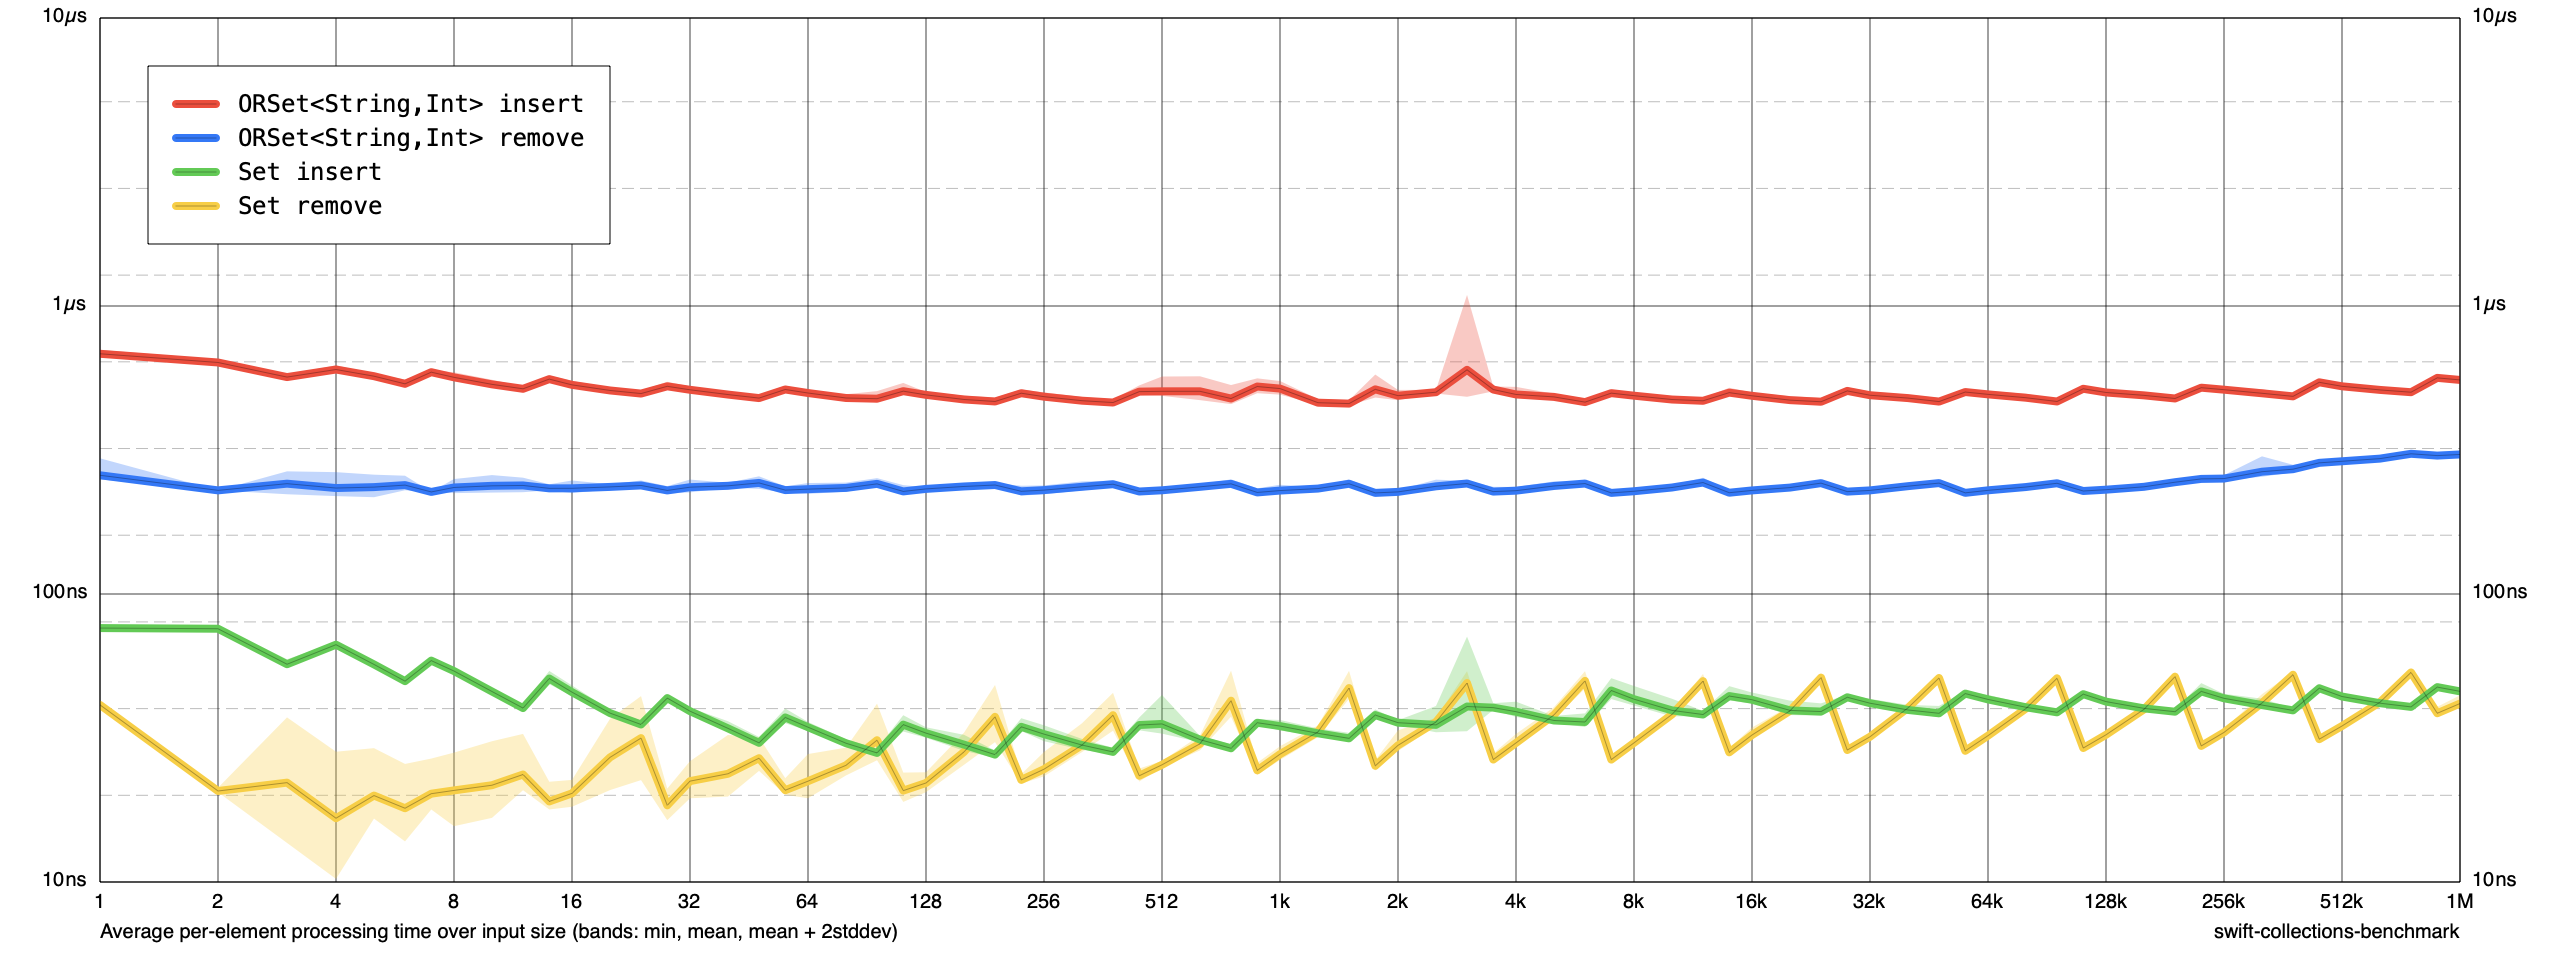 10µs 10µs
ORSet<String,Int> insert
ORSet<String,Int> remove
Set insert
Set remove
1µs 1µs
100ns 100ns
10ns 10ns
1 2 4 8 16 32 64 128 256 512 1k 2k 4k 8k 16k 32k 64k 128k 256k 512k 1M
Average per-element processing time over input size (bands: min, mean, mean + 2stddev) swift-collections-benchmark